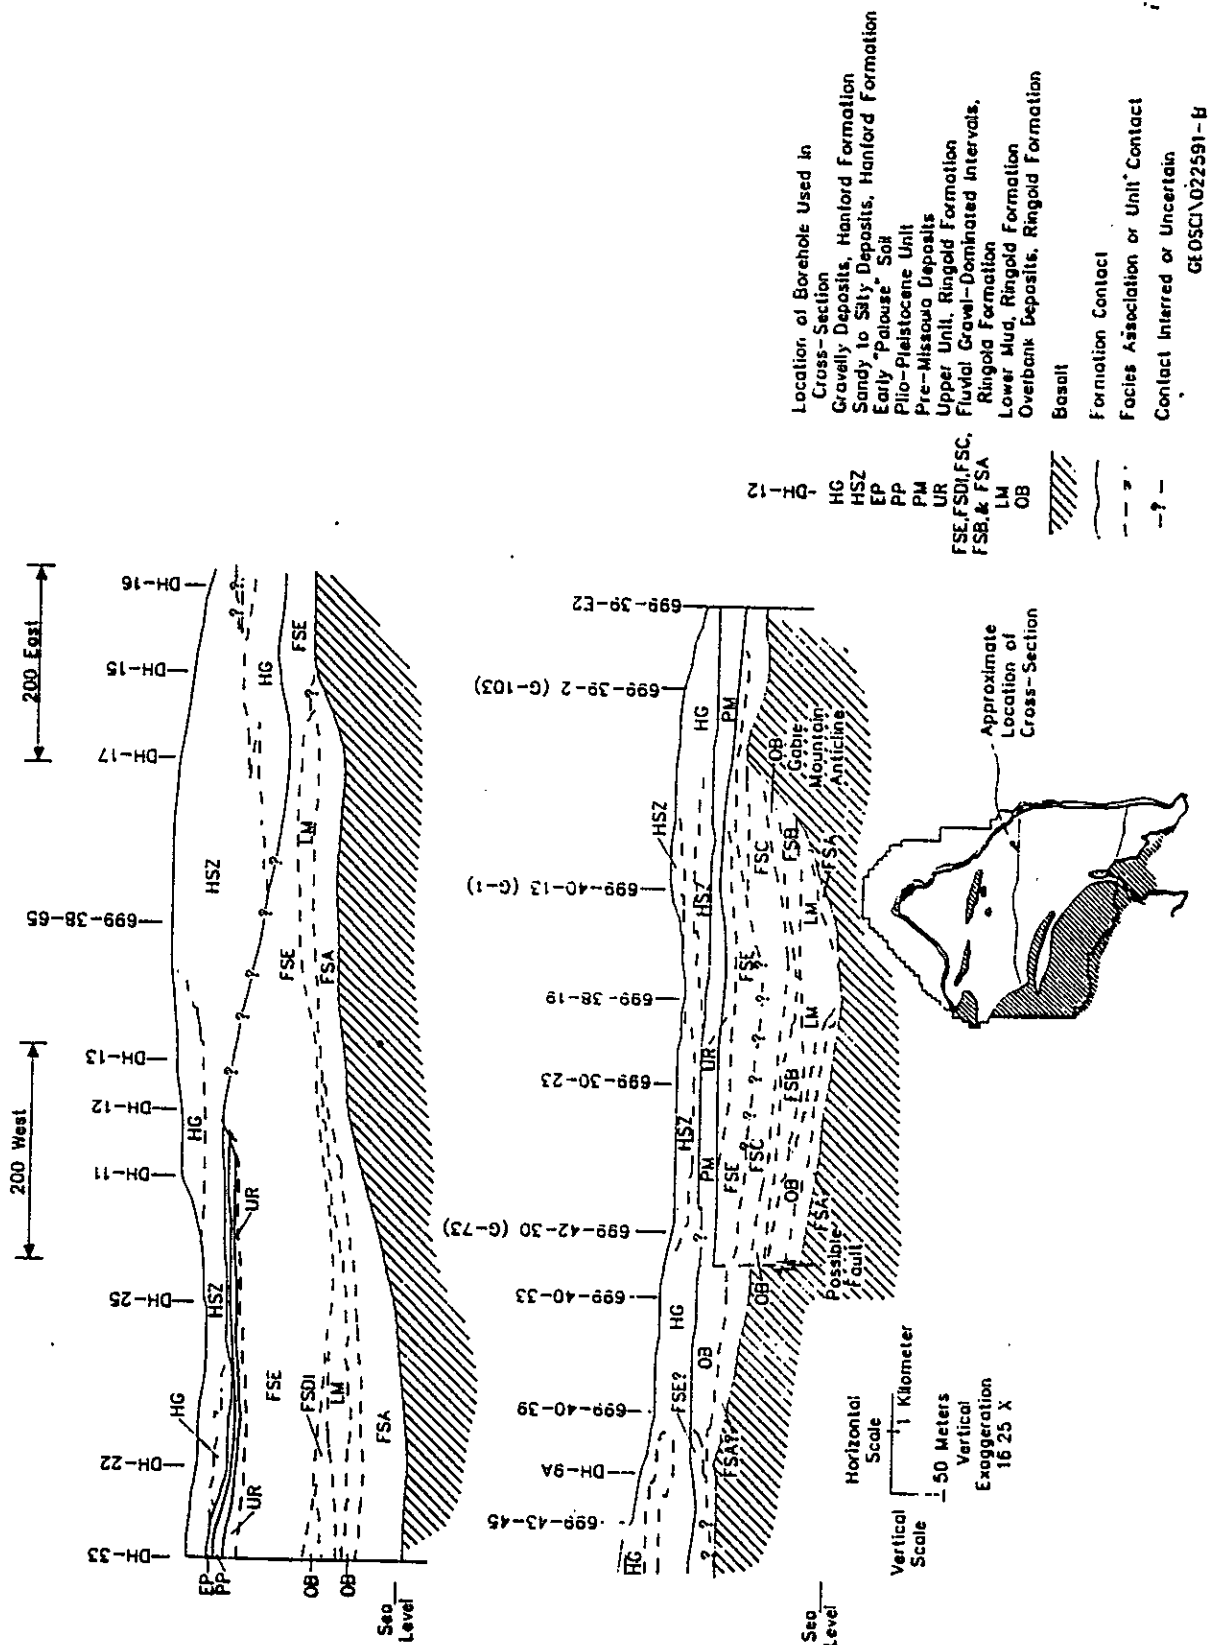 200 West
200 East
DH-33
DH-22
DH-25
DH-11
DH-12
DH-13
699-38-65
DH-17
DH-15
DH-16
EP
PP
HG
HSZ
HG
HSZ
HG
UR
UR
FSE
FSE
FSE
FSDI
LM
LM
OB
OB
FSA
FSA
?
?
?
?
?
-?-=?
Sea
Level
699-43-45
DH-9A
699-40-39
699-40-33
699-42-30 (G-73)
699-30-23
699-38-19
699-40-13 (G-1)
699-39-2 (G-103)
699-39-E2
HG
FSE?
HG
HSZ
HSZ
HSZ
HG
?
PM
UR
PM
OB
FSE
FSE
FSA?
FSC
FSC
OB
OB
OB
FSB
FSB
LM
LM
FSA
FSA
? ?
? ? ? ?
Possible
Fault
Gable
Mountain
Anticline
Sea
Level
Vertical
Scale
Horizontal
Scale
1 Kilometer
50 Meters
Vertical
Exaggeration
16 25 X
Approximate
Location of
Cross-Section
DH-12 Location of Borehole Used in
Cross-Section
HG Gravelly Deposits, Hanford Formation
HSZ Sandy to Silty Deposits, Hanford Formation
EP Early "Palouse" Soil
PP Plio-Pleistocene Unit
PM Pre-Missoula Deposits
UR Upper Unit, Ringold Formation
FSE,FSDI,FSC, Fluvial Gravel-Dominated Intervals,
FSB,& FSA Ringold Formation
LM Lower Mud, Ringold Formation
OB Overbank Deposits, Ringold Formation
Basalt
Formation Contact
Facies Association or Unit Contact
-?- Contact Inferred or Uncertain
GEOSCI\022591-B